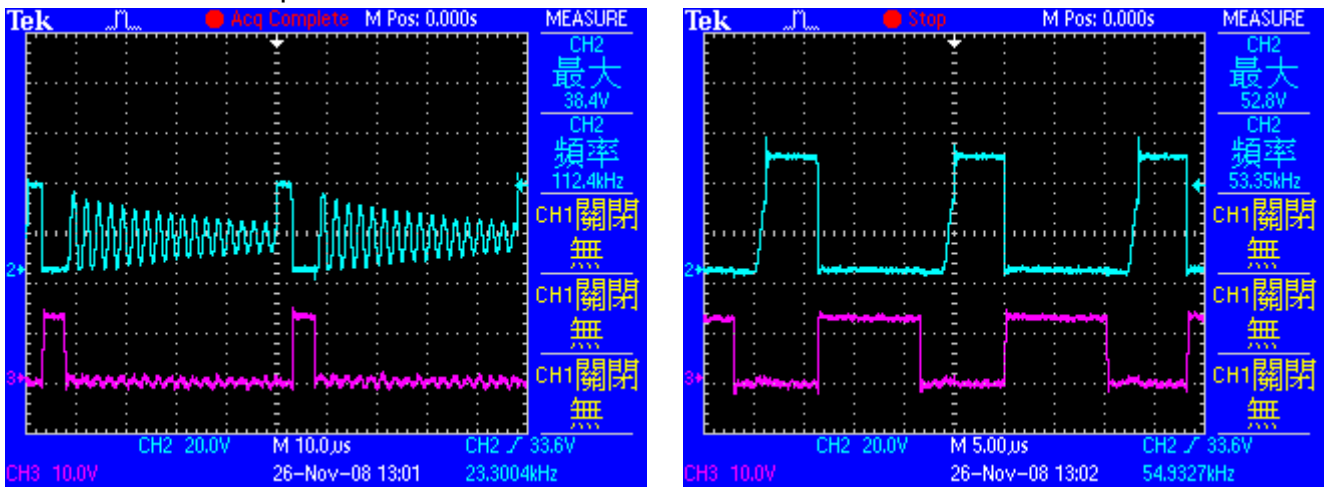 Tek Acq Complete M Pos: 0.000s MEASURE
CH2
最大
38.4V
CH2
頻率
112.4kHz
CH1關閉
無
CH1關閉
無
CH1關閉
無
2
3
CH2 20.0V M 10.0µs CH2 33.6V
CH3 10.0V 26-Nov-08 13:01 23.3004kHz
Tek Stop M Pos: 0.000s MEASURE
CH2
最大
52.8V
CH2
頻率
53.35kHz
CH1關閉
無
CH1關閉
無
CH1關閉
無
2
3
CH2 20.0V M 5.00µs CH2 33.6V
CH3 10.0V 26-Nov-08 13:02 54.9327kHz